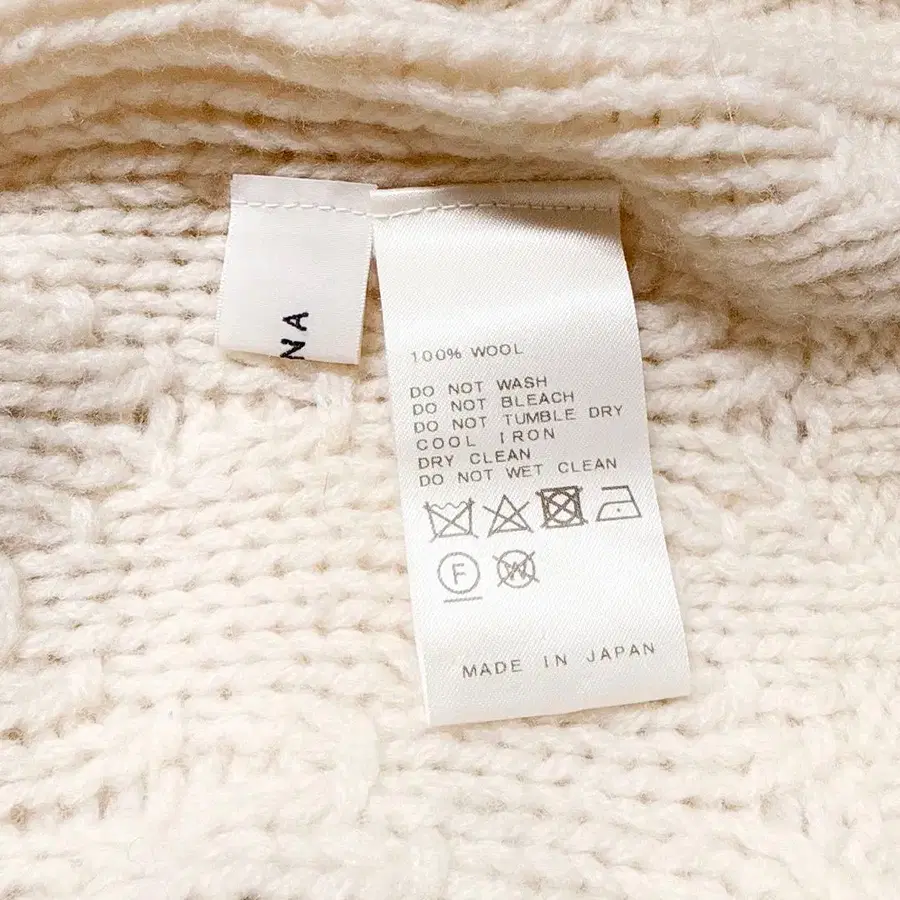 NA
100% WOOL
DO NOT WASH
DO NOT BLEACH
DO NOT TUMBLE DRY
COOL IRON
DRY CLEAN
DO NOT WET CLEAN
F W
MADE IN JAPAN